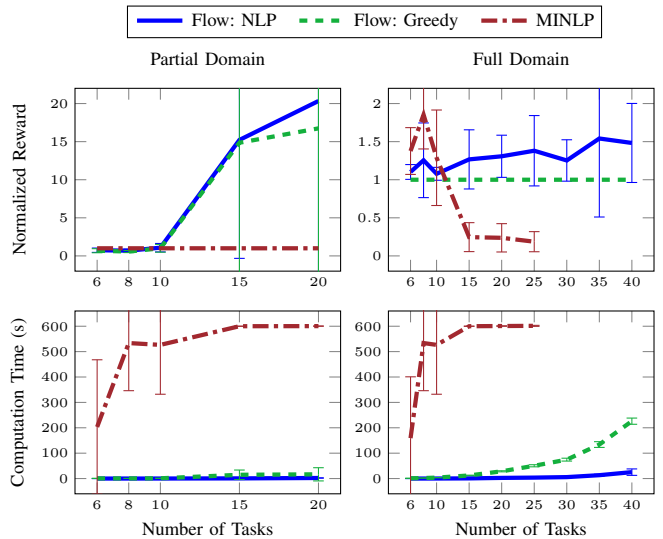 Flow: NLP Flow: Greedy MINLP
Partial Domain Full Domain
Normalized Reward
20
15
10
5
0
6 8 10 15 20
2
1.5
1
0.5
0
6 10 15 20 25 30 35 40
Computation Time (s)
600
500
400
300
200
100
0
6 8 10 15 20
600
500
400
300
200
100
0
6 10 15 20 25 30 35 40
Number of Tasks Number of Tasks